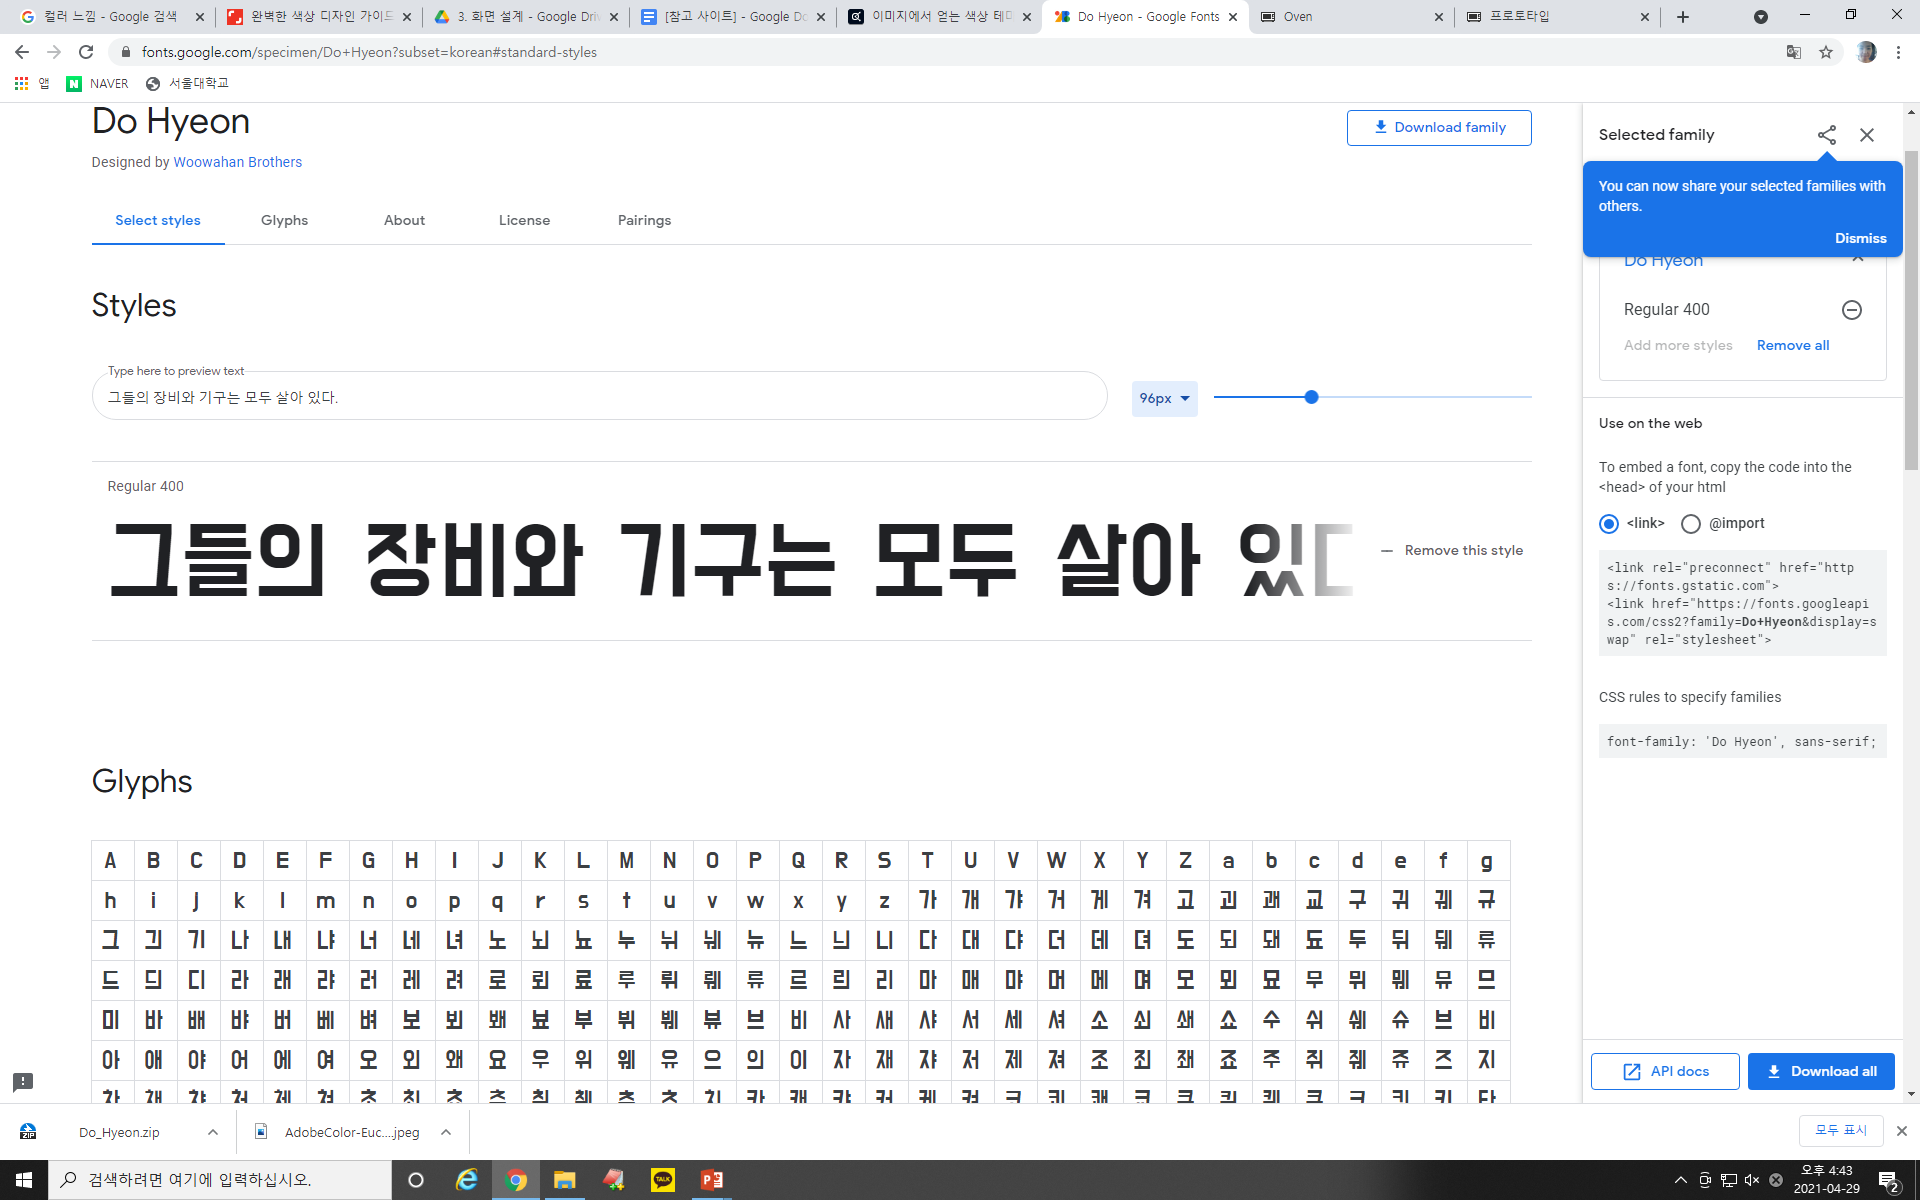 컬러 느낌 - Google 검색
완벽한 색상 디자인 가이드
3. 화면 설계 - Google Driv
[참고 사이트] - Google Do
이미지에서 얻는 색상 테마
Do Hyeon - Google Fonts
Oven
프로토타입
fonts.google.com/specimen/Do+Hyeon?subset=korean#standard-styles
앱
NAVER
서울대학교
Do Hyeon
Designed by Woowahan Brothers
Download family
Select styles
Glyphs
About
License
Pairings
Styles
Type here to preview text
그들의 장비와 기구는 모두 살아 있다.
96px
Regular 400
그들의 장비와 기구는 모두 살아 있다
Remove this style
Glyphs
A B C D E F G H I J K L M N O P Q R S T U V W X Y Z a b c d e f g
h i j k l m n o p q r s t u v w x y z 가 개 갸 거 게 겨 고 괴 괘 교 구 귀 궤 규
그 긔 기 나 내 냐 너 네 녀 노 뇌 뇨 누 뉘 눼 뉴 느 늬 니 다 대 댜 더 데 뎌 도 되 돼 됴 두 뒤 뒈 류
드 듸 디 라 래 랴 러 레 려 로 뢰 료 루 뤼 뤠 류 르 릐 리 마 매 먀 머 메 며 모 뫼 묘 무 뮈 뭬 뮤 므
미 바 배 뱌 버 베 벼 보 뵈 봬 뵤 부 뷔 붸 뷰 브 비 사 새 샤 서 세 셔 소 쇠 쇄 쇼 수 쉬 쉐 슈 브 비
아 애 야 어 에 여 오 외 왜 요 우 위 웨 유 으 의 이 자 재 쟈 저 제 져 조 죄 좨 죠 주 쥐 줴 쥬 즈 지
Selected family
You can now share your selected families with
others.
Dismiss
Do Hyeon
Regular 400
Add more styles
Remove all
Use on the web
To embed a font, copy the code into the
<head> of your html
<link>
@import
<link rel="preconnect" href="http
s://fonts.gstatic.com">
<link href="https://fonts.googleapi
s.com/css2?family=Do+Hyeon&display=s
wap" rel="stylesheet">
CSS rules to specify families
font-family: 'Do Hyeon', sans-serif;
API docs
Download all
Do_Hyeon.zip
AdobeColor-Euc....jpeg
모두 표시
검색하려면 여기에 입력하십시오.
오후 4:43
2021-04-29
2